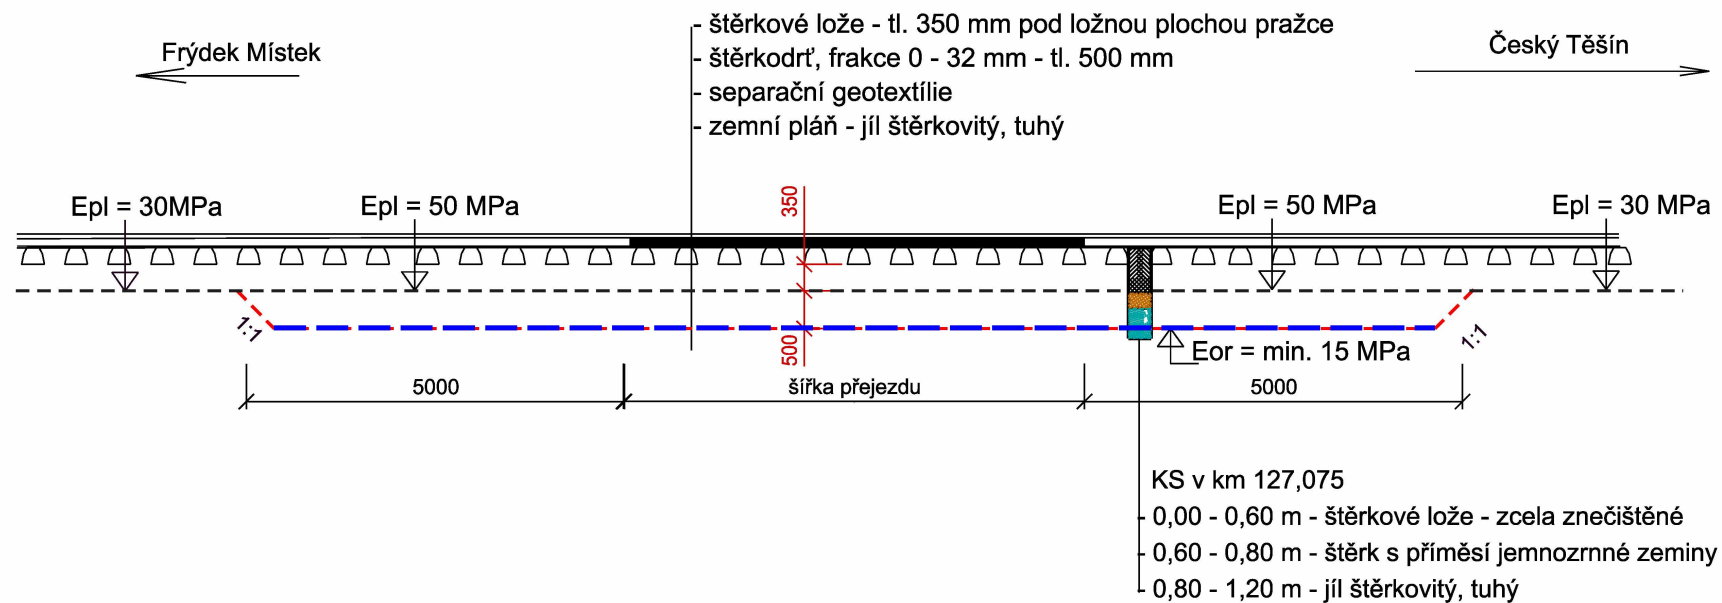 - štěrkové lože - tl. 350 mm pod ložnou plochou pražce
Frýdek Místek
Český Těšín
- štěrkodrť, frakce 0 - 32 mm - tl. 500 mm
- separační geotextílie
- zemní pláň - jíl štěrkovitý, tuhý
Epl = 30MPa
Epl = 50 MPa
350
Epl = 50 MPa
Epl = 30 MPa
1:1
500
Eor = min. 15 MPa
1:1
5000
šířka přejezdu
5000
KS v km 127,075
- 0,00 - 0,60 m - štěrkové lože - zcela znečištěné
- 0,60 - 0,80 m - štěrk s příměsí jemnozrnné zeminy
- 0,80 - 1,20 m - jíl štěrkovitý, tuhý